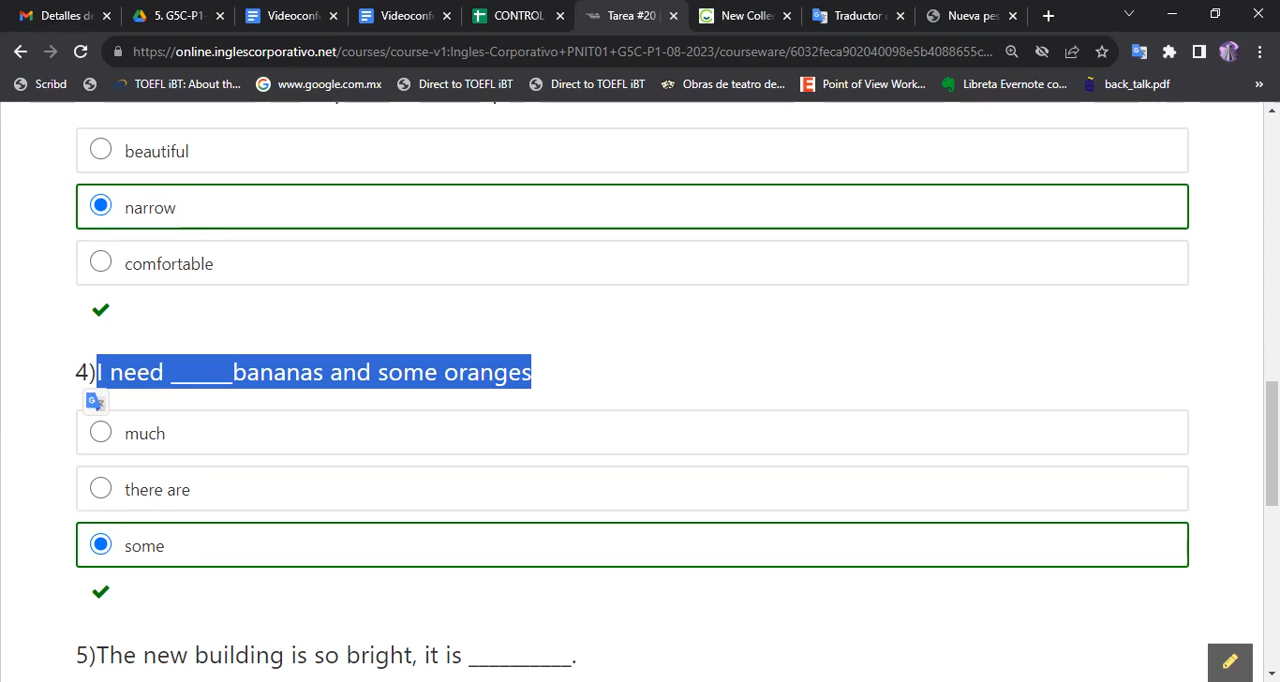 Detalles d
5. G5C-P1-
Videoconf
Videoconf
CONTROL
Tarea #20
New Colle
Traductor
Nueva pes
https://online.inglescorporativo.net/courses/course-v1:Ingles-Corporativo+PNIT01+G5C-P1-08-2023/courseware/6032feca902040098e5b4088655c...
Scribd
TOEFL iBT: About th...
www.google.com.mx
Direct to TOEFL iBT
Direct to TOEFL iBT
Obras de teatro de...
Point of View Work...
Libreta Evernote co...
back_talk.pdf
»
beautiful
narrow
comfortable
4)I need _____bananas and some oranges
much
there are
some
5)The new building is so bright, it is _________.